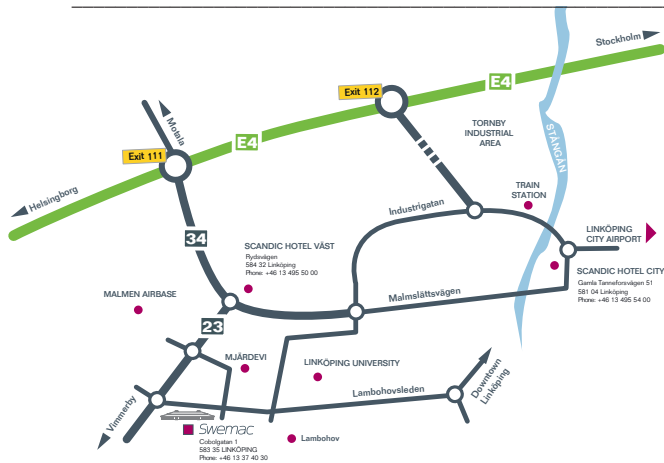 Stockholm
E4
Exit 112
E4
Motala
Exit 111
Helsingborg
TORNBY
INDUSTRIAL
AREA
STÅNGÅN
TRAIN
STATION
Industrigatan
LINKÖPING
CITY AIRPORT
34
SCANDIC HOTEL VÄST
Rydsvägen
584 32 Linköping
Phone: +46 13 495 50 00
SCANDIC HOTEL CITY
Gamla Tanneforsvägen 51
581 04 Linköping
Phone: +46 13 495 54 00
MALMEN AIRBASE
Malmslättsvägen
23
MJÄRDEVI
LINKÖPING UNIVERSITY
Lambohovsleden
Downtown
Linköping
Vimmerby
Swemac
Cobolgatan 1
583 35 LINKÖPING
Phone: +46 13 37 40 30
Lambohov